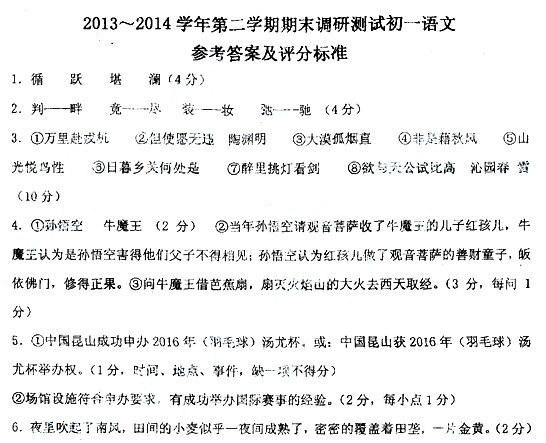 2013～2014学年第二学期期末调研测试初一语文
参考答案及评分标准
1．循 跃 堪 澜(4分)
2．判——畔 竟——尽 装——妆 弛——驰 (4分)
3．①万里赴戎机 ②但使愿无违 陶渊明 ③大漠孤烟直 ④非是藉秋风 ⑤山
光悦鸟性 ⑥日暮乡关何处是 ⑦醉里挑灯看剑 ⑧欲与天公试比高 沁园春 雪
(10分)
4．①孙悟空 牛魔王 (2 分) ②当年孙悟空请观音菩萨收了牛魔王的儿子红孩儿，牛
魔王认为是孙悟空害得他们父子不得相见；孙悟空认为红孩儿做了观音菩萨的善财童子，皈
依佛门，修得正果。③问牛魔王借芭蕉扇，扇灭火焰山的大火去西天取经。(3 分，每问 1
分)
5．①中国昆山成功申办 2016 年（羽毛球）汤尤杯。或：中国昆山获 2016 年（羽毛球）汤
尤杯举办权。(1分，时间、地点、事件，缺一项不得分)
②场馆设施符合申办要求，有成功举办国际赛事的经验。(2分，每小点1分)
6．夜里吹起了南风，田间的小麦似乎一夜间成熟了，密密的覆盖着田垄，一片金黄。(2分)